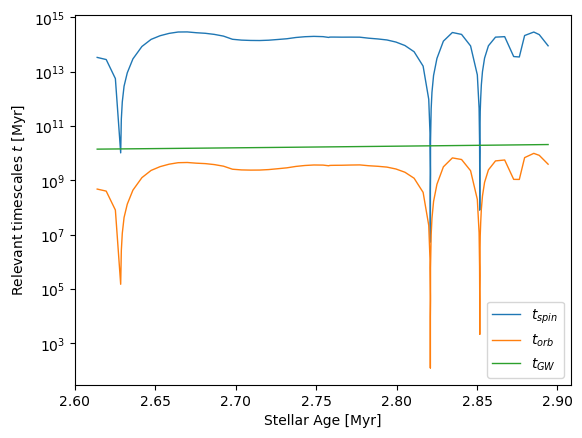 10^15
10^13
10^11
10^9
10^7
10^5
10^3
Relevant timescales t [Myr]
2.60 2.65 2.70 2.75 2.80 2.85 2.90
Stellar Age [Myr]
t_spin
t_orb
t_GW